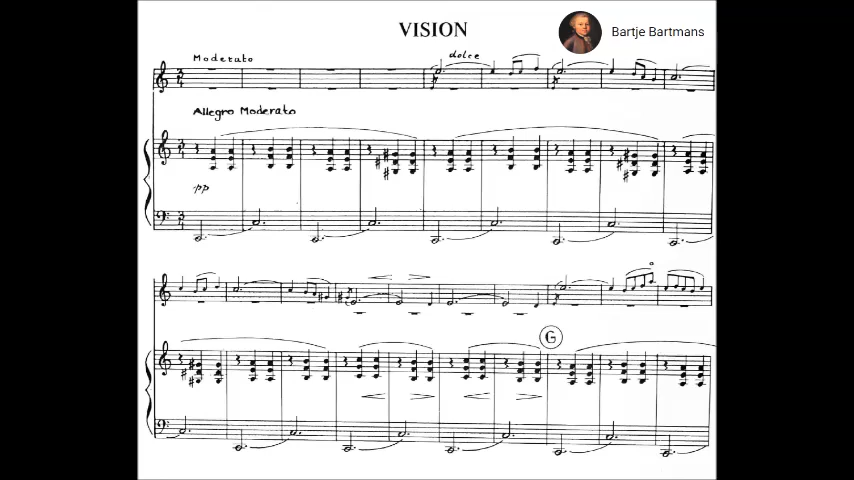 VISION
Bartje Bartmans
Moderato
dolce
Allegro Moderato
pp
G